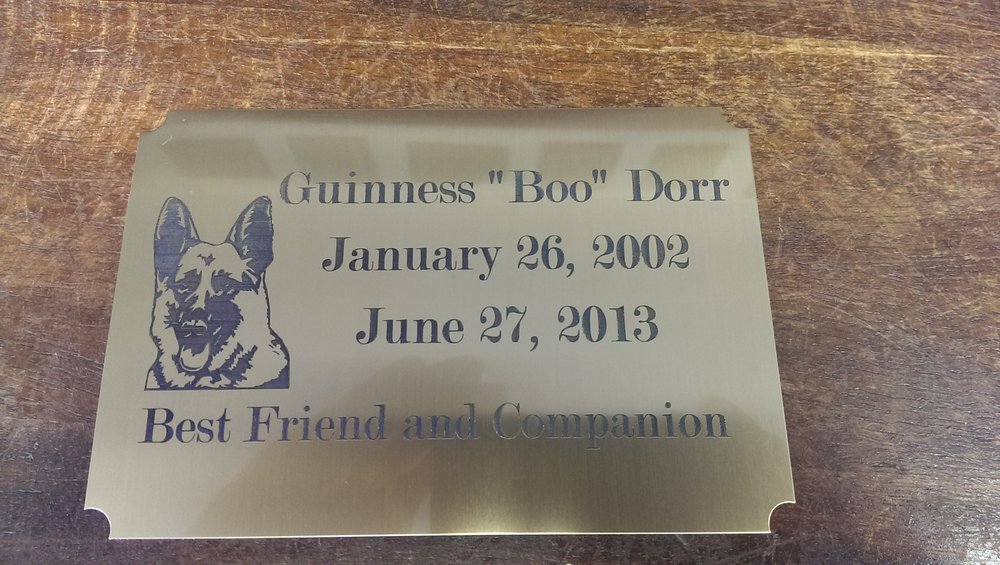 Guinness "Boo" Dorr
January 26, 2002
June 27, 2013
Best Friend and Companion